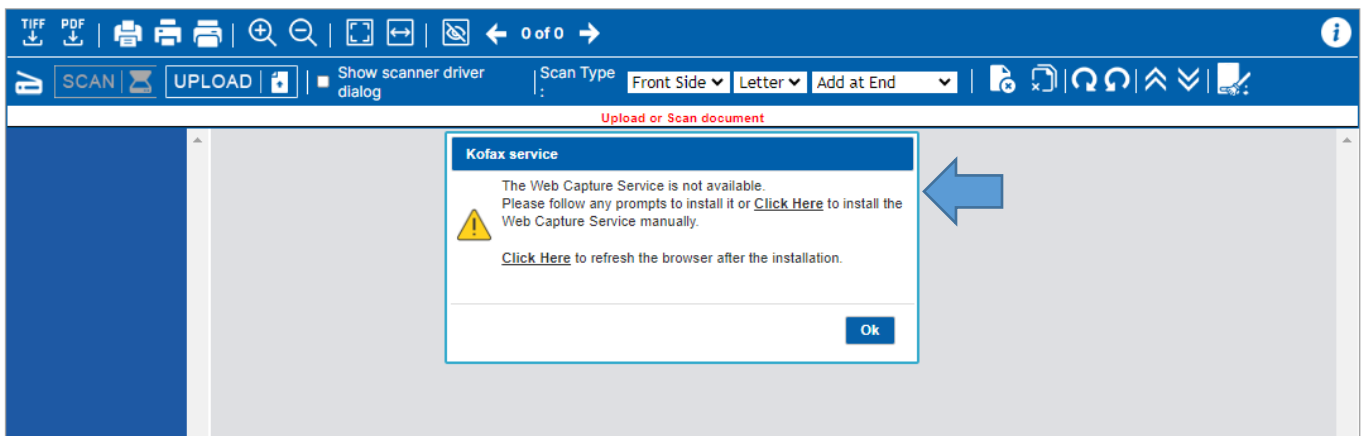 TIFF PDF 0 of 0 i
SCAN UPLOAD Show scanner driver dialog Scan Type : Front Side Letter Add at End
Upload or Scan document
Kofax service
The Web Capture Service is not available.
Please follow any prompts to install it or Click Here to install the
Web Capture Service manually.
Click Here to refresh the browser after the installation.
Ok